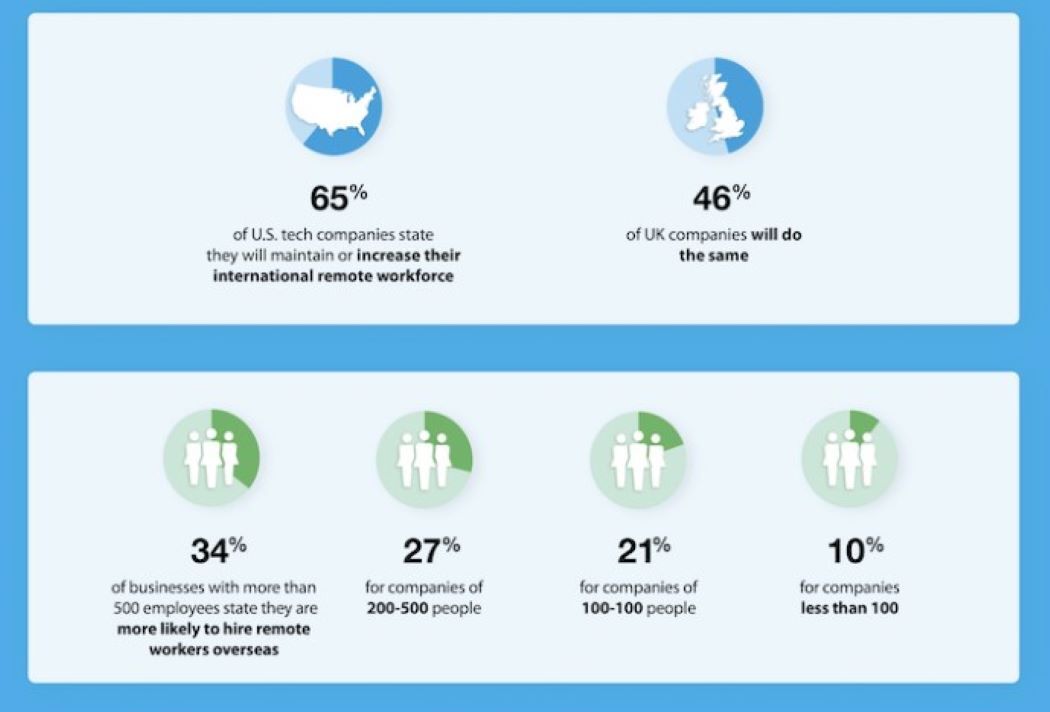 65%
of U.S. tech companies state
they will maintain or increase their
international remote workforce
46%
of UK companies will do
the same
34%
of businesses with more than
500 employees state they are
more likely to hire remote
workers overseas
27%
for companies of
200-500 people
21%
for companies of
100-100 people
10%
for companies
less than 100